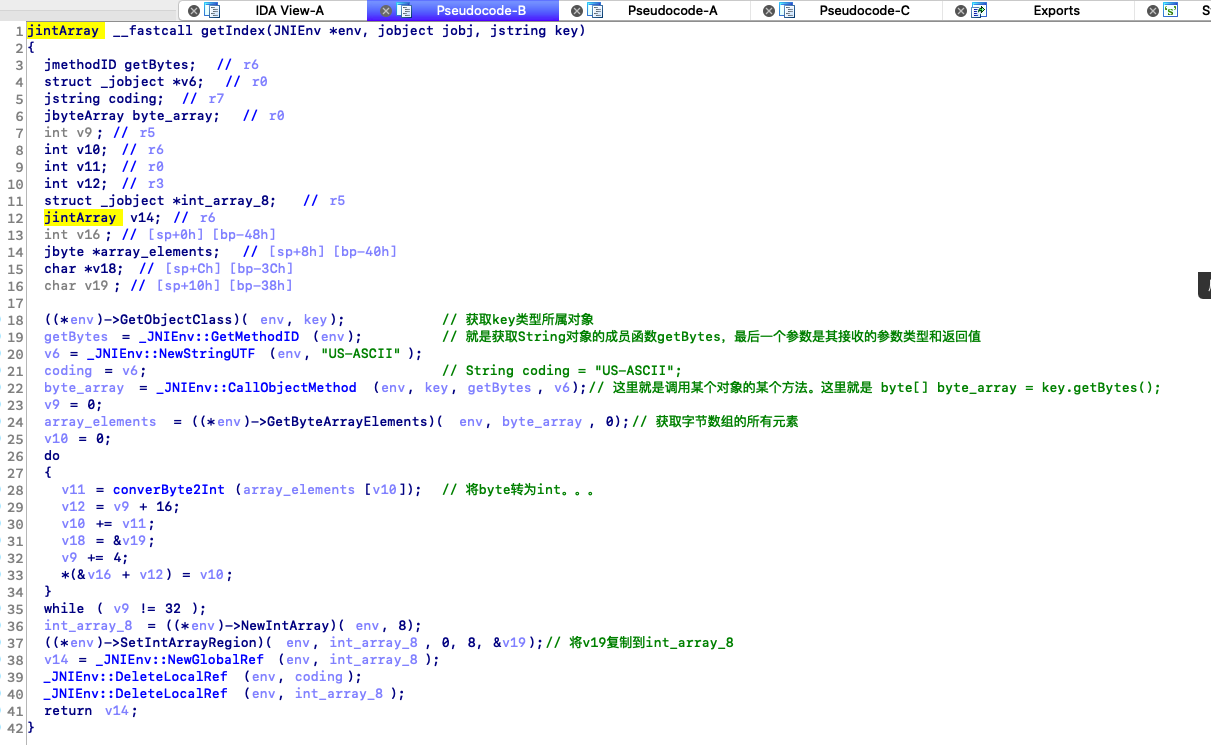 IDA View-A Pseudocode-B Pseudocode-A Pseudocode-C Exports S
1 jintArray __fastcall getIndex(JNIEnv *env, jobject jobj, jstring key)
2 {
3 jmethodID getBytes; // r6
4 struct _jobject *v6; // r0
5 jstring coding; // r7
6 jbyteArray byte_array; // r0
7 int v9; // r5
8 int v10; // r6
9 int v11; // r0
10 int v12; // r3
11 struct _jobject *int_array_8; // r5
12 jintArray v14; // r6
13 int v16; // [sp+0h] [bp-48h]
14 jbyte *array_elements; // [sp+8h] [bp-40h]
15 char *v18; // [sp+Ch] [bp-3Ch]
16 char v19; // [sp+10h] [bp-38h]
17
18 ((*env)->GetObjectClass)(env, key); // 获取key类型所属对象
19 getBytes = _JNIEnv::GetMethodID(env); // 就是获取String对象的成员函数getBytes，最后一个参数是其接收的参数类型和返回值
20 v6 = _JNIEnv::NewStringUTF(env, "US-ASCII");
21 coding = v6; // String coding = "US-ASCII";
22 byte_array = _JNIEnv::CallObjectMethod(env, key, getBytes, v6);// 这里就是调用某个对象的某个方法。这里就是 byte[] byte_array = key.getBytes();
23 v9 = 0;
24 array_elements = ((*env)->GetByteArrayElements)(env, byte_array, 0);// 获取字节数组的所有元素
25 v10 = 0;
26 do
27 {
28 v11 = converByte2Int(array_elements[v10]); // 将byte转为int。。。
29 v12 = v9 + 16;
30 v10 += v11;
31 v18 = &v19;
32 v9 += 4;
33 *(&v16 + v12) = v10;
34 }
35 while ( v9 != 32 );
36 int_array_8 = ((*env)->NewIntArray)(env, 8);
37 ((*env)->SetIntArrayRegion)(env, int_array_8, 0, 8, &v19);// 将v19复制到int_array_8
38 v14 = _JNIEnv::NewGlobalRef(env, int_array_8);
39 _JNIEnv::DeleteLocalRef(env, coding);
40 _JNIEnv::DeleteLocalRef(env, int_array_8);
41 return v14;
42 }